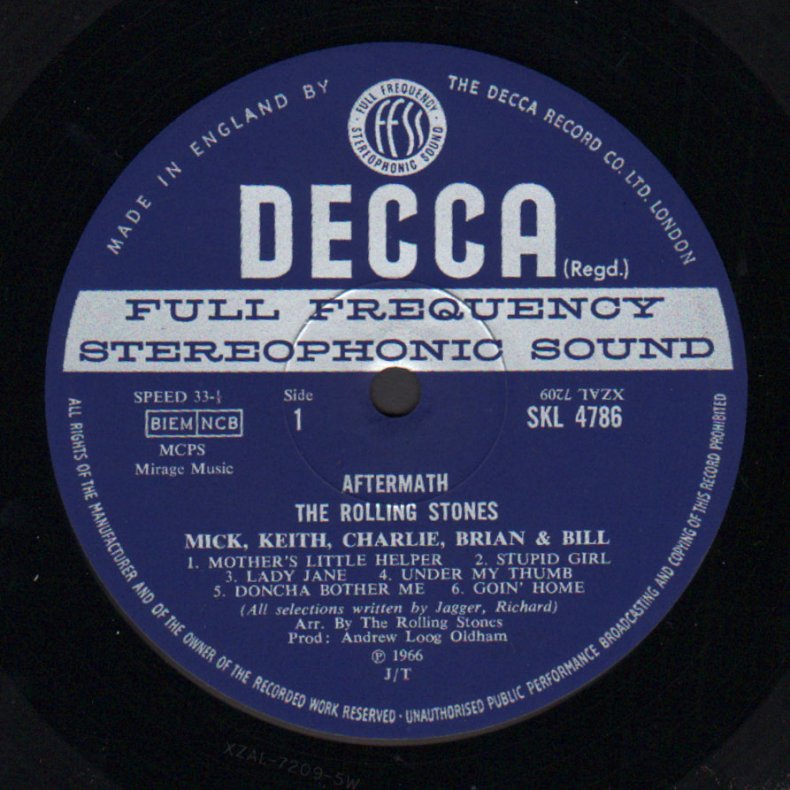 MADE IN ENGLAND BY
THE DECCA RECORD CO. LTD. LONDON
· FULL FREQUENCY ·
FFSS
STEREOPHONIC SOUND
DECCA (Regd.)
FULL FREQUENCY
STEREOPHONIC SOUND
SPEED 33-⅓
Side
XZAL 7209
BIEM NCB
1
SKL 4786
MCPS
Mirage Music
AFTERMATH
THE ROLLING STONES
MICK, KEITH, CHARLIE, BRIAN & BILL
1. MOTHER'S LITTLE HELPER 2. STUPID GIRL
3. LADY JANE 4. UNDER MY THUMB
5. DONCHA BOTHER ME 6. GOIN' HOME
(All selections written by Jagger, Richard)
Arr. By The Rolling Stones
Prod: Andrew Loog Oldham
℗ 1966
J/T
ALL RIGHTS OF THE MANUFACTURER AND OF THE OWNER OF THE RECORDED WORK RESERVED · UNAUTHORISED PUBLIC PERFORMANCE BROADCASTING AND COPYING OF THIS RECORD PROHIBITED
XZAL-7209-5W